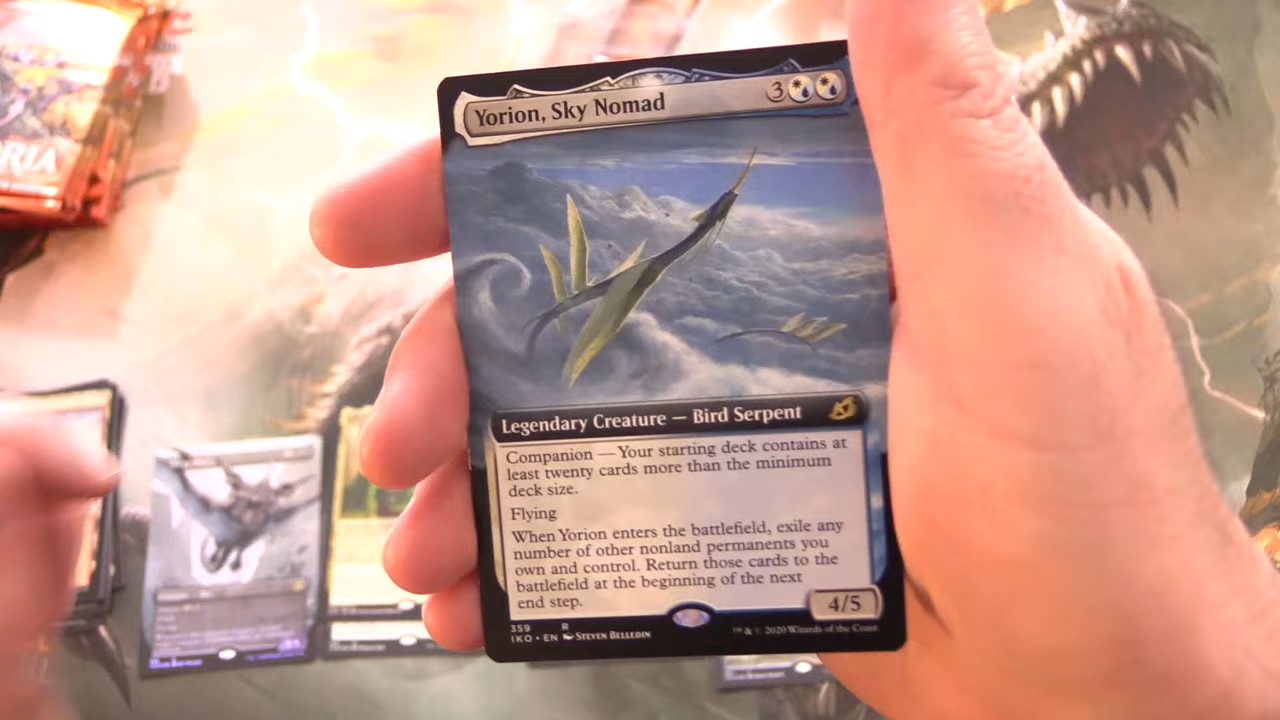 RIA
Yorion, Sky Nomad 3
Legendary Creature — Bird Serpent
Companion — Your starting deck contains at
least twenty cards more than the minimum
deck size.
Flying
When Yorion enters the battlefield, exile any
number of other nonland permanents you
own and control. Return those cards to the
battlefield at the beginning of the next
end step.
4/5
359 R
IKO • EN STEVEN BELLEDIN
™ & © 2020 Wizards of the Coast